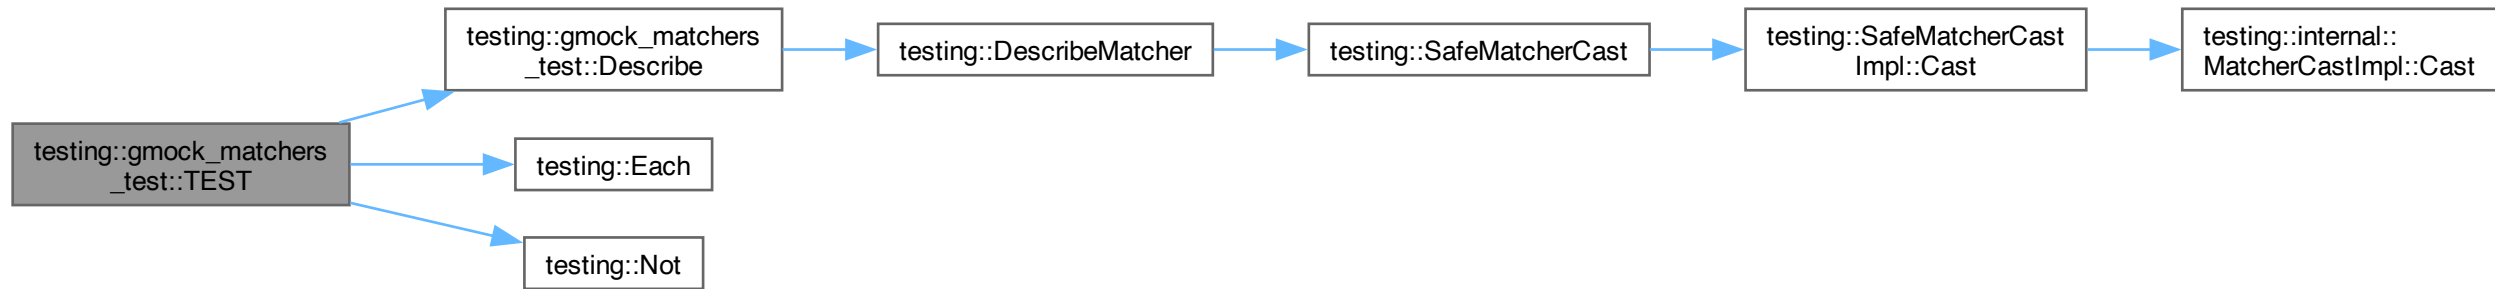 testing::gmock_matchers
_test::TEST
testing::gmock_matchers
_test::Describe
testing::DescribeMatcher
testing::SafeMatcherCast
testing::SafeMatcherCast
Impl::Cast
testing::internal::
MatcherCastImpl::Cast
testing::Each
testing::Not